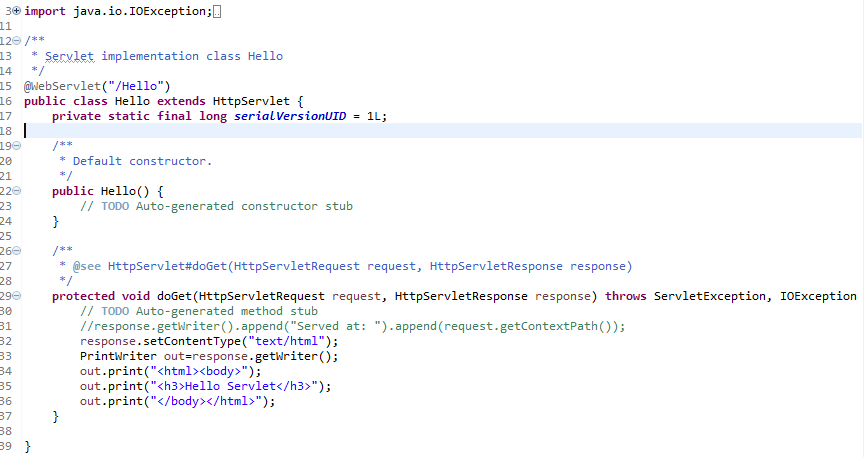 3 import java.io.IOException;
11
12 /**
13  * Servlet implementation class Hello
14  */
15 @WebServlet("/Hello")
16 public class Hello extends HttpServlet {
17     private static final long serialVersionUID = 1L;
18
19     /**
20      * Default constructor.
21      */
22     public Hello() {
23         // TODO Auto-generated constructor stub
24     }
25
26     /**
27      * @see HttpServlet#doGet(HttpServletRequest request, HttpServletResponse response)
28      */
29     protected void doGet(HttpServletRequest request, HttpServletResponse response) throws ServletException, IOException
30         // TODO Auto-generated method stub
31         //response.getWriter().append("Served at: ").append(request.getContextPath());
32         response.setContentType("text/html");
33         PrintWriter out=response.getWriter();
34         out.print("<html><body>");
35         out.print("<h3>Hello Servlet</h3>");
36         out.print("</body></html>");
37     }
38
39 }